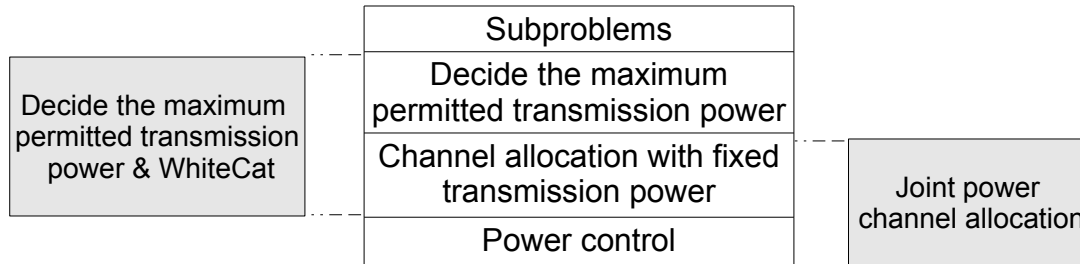 Subproblems
Decide the maximum
permitted transmission
power & WhiteCat
Decide the maximum
permitted transmission power
Channel allocation with fixed
transmission power
Power control
Joint power
channel allocation